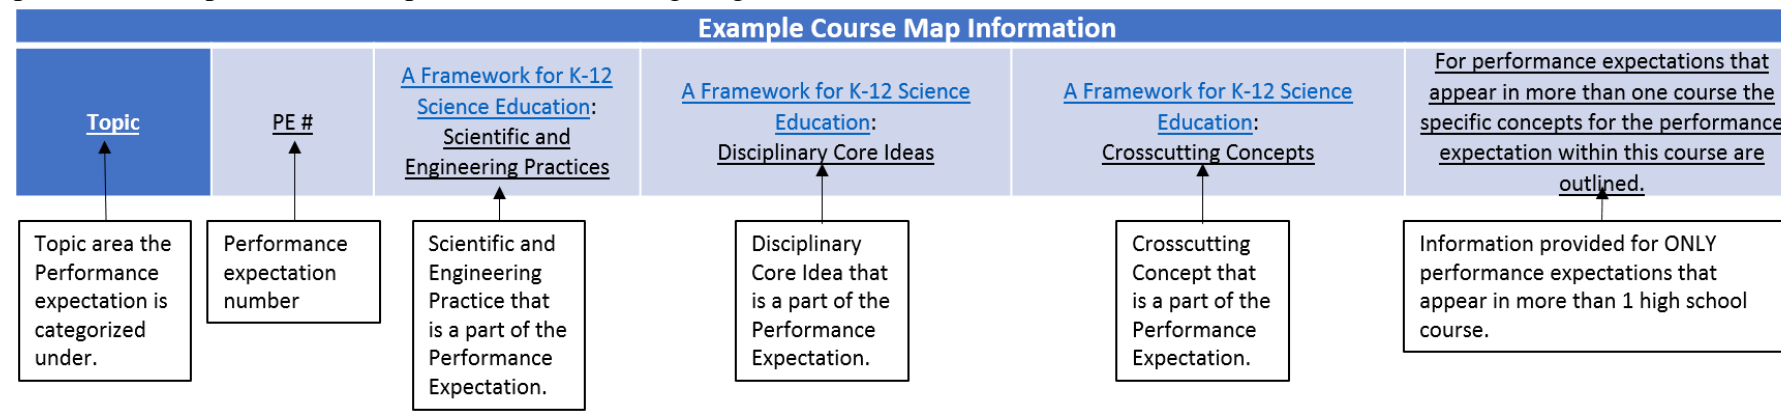 Example Course Map Information
Topic
PE #
A Framework for K-12
Science Education:
Scientific and
Engineering Practices
A Framework for K-12 Science
Education:
Disciplinary Core Ideas
A Framework for K-12 Science
Education:
Crosscutting Concepts
For performance expectations that
appear in more than one course the
specific concepts for the performance
expectation within this course are
outlined.
Topic area the
Performance
expectation is
categorized
under.
Performance
expectation
number
Scientific and
Engineering
Practice that
is a part of the
Performance
Expectation.
Disciplinary
Core Idea that
is a part of the
Performance
Expectation.
Crosscutting
Concept that
is a part of the
Performance
Expectation.
Information provided for ONLY
performance expectations that
appear in more than 1 high school
course.